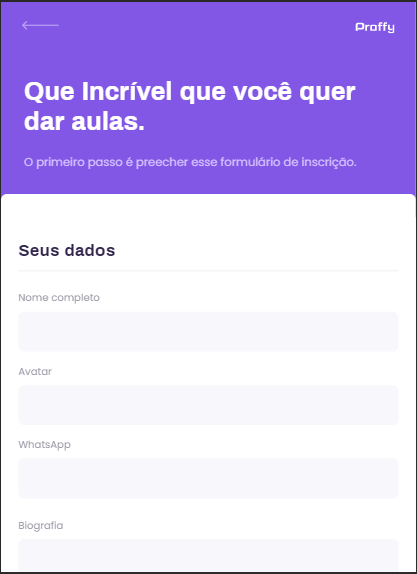 Proffy
Que Incrível que você quer
dar aulas.
O primeiro passo é preecher esse formulário de inscrição.
Seus dados
Nome completo
Avatar
WhatsApp
Biografia